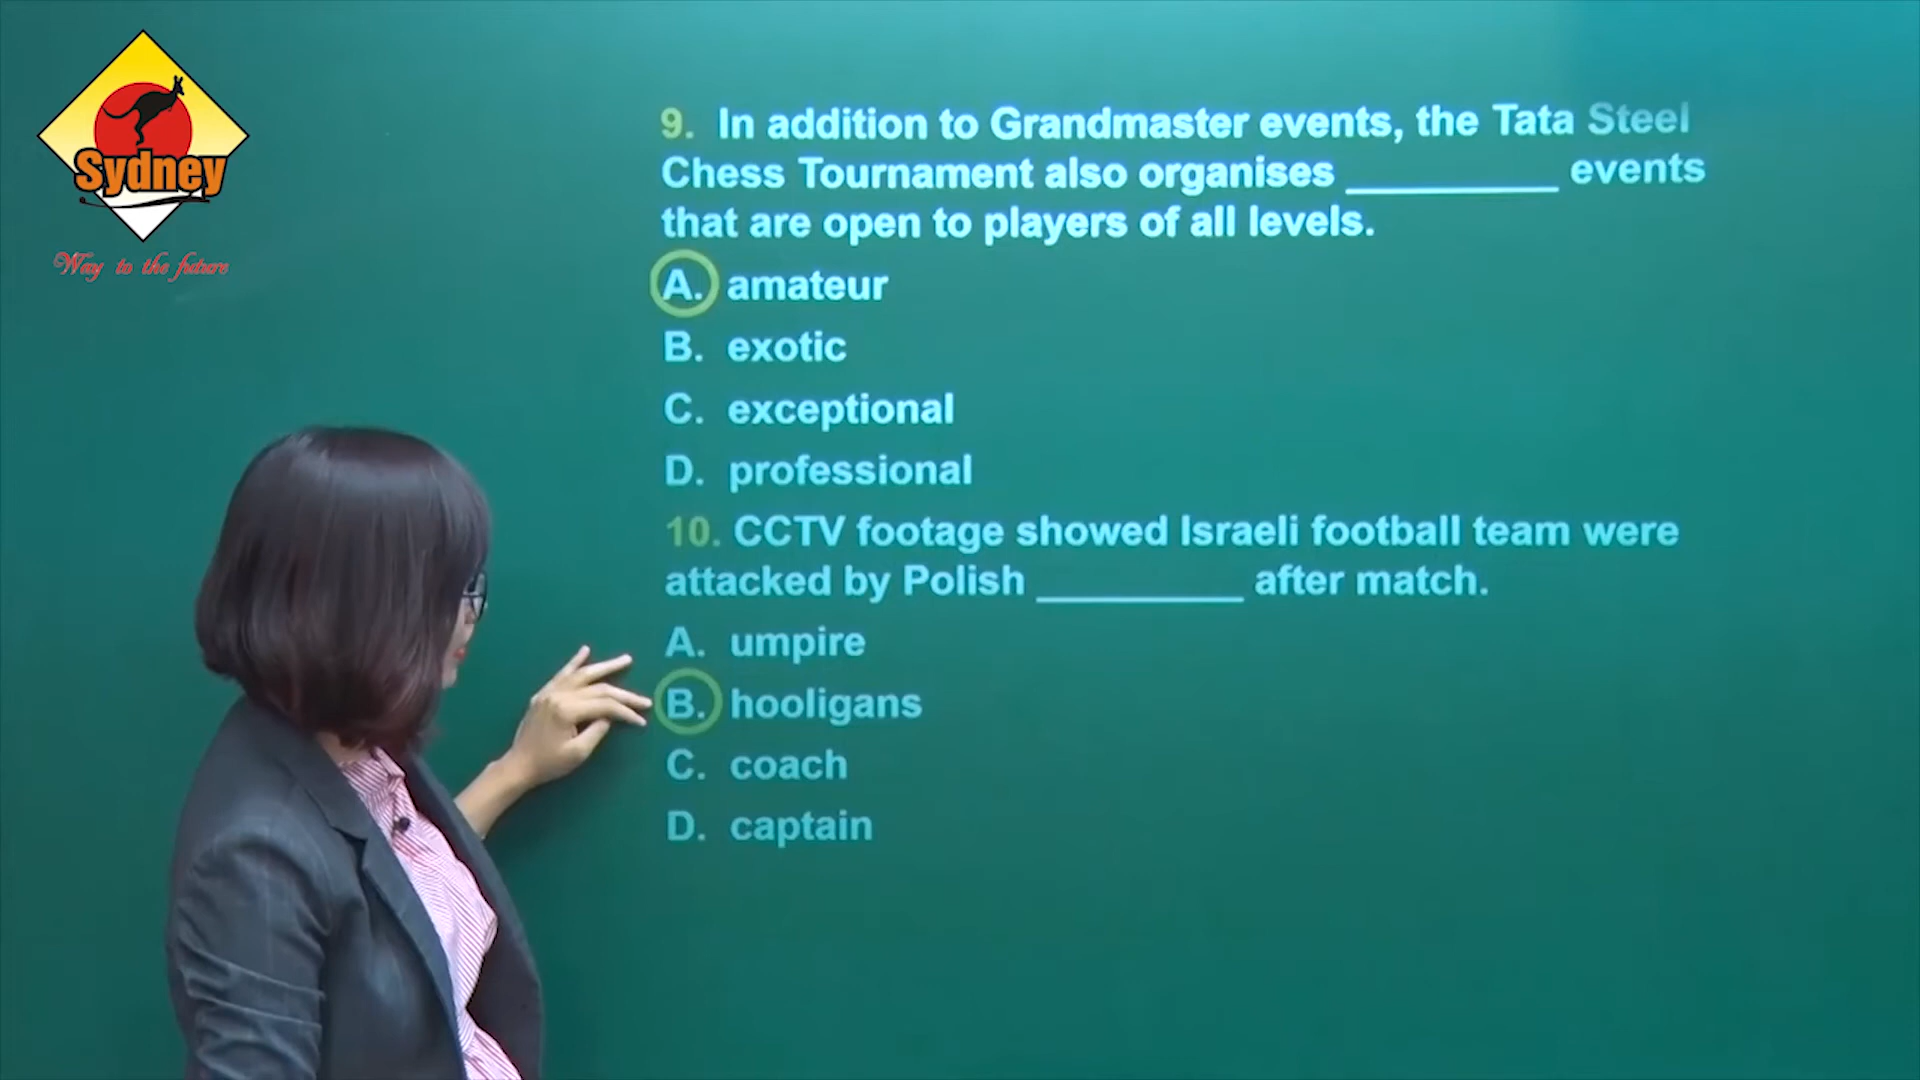 Sydney
Way to the future
9. In addition to Grandmaster events, the Tata Steel
Chess Tournament also organises __________ events
that are open to players of all levels.
A. amateur
B. exotic
C. exceptional
D. professional
10. CCTV footage showed Israeli football team were
attacked by Polish __________ after match.
A. umpire
B. hooligans
C. coach
D. captain